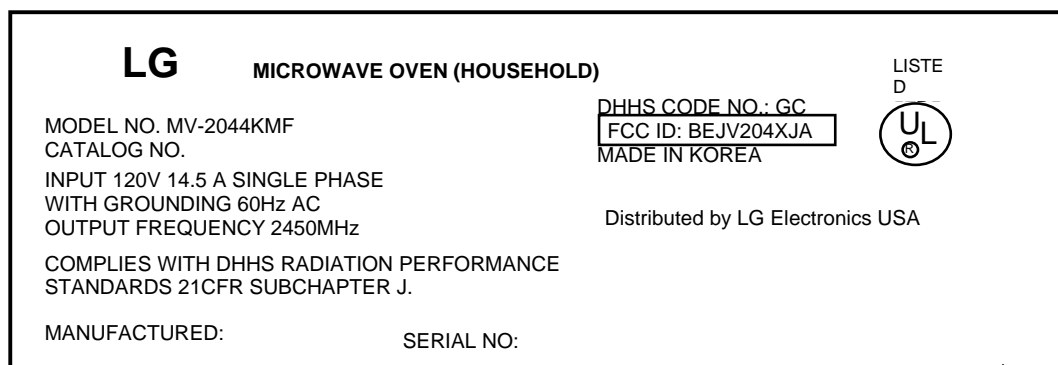 LG
MICROWAVE OVEN (HOUSEHOLD)
LISTE
D
DHHS CODE NO.: GC
MODEL NO. MV-2044KMF
FCC ID: BEJV204XJA
UL
®
CATALOG NO.
MADE IN KOREA
INPUT 120V 14.5 A SINGLE PHASE
WITH GROUNDING 60Hz AC
Distributed by LG Electronics USA
OUTPUT FREQUENCY 2450MHz
COMPLIES WITH DHHS RADIATION PERFORMANCE
STANDARDS 21CFR SUBCHAPTER J.
MANUFACTURED:
SERIAL NO: